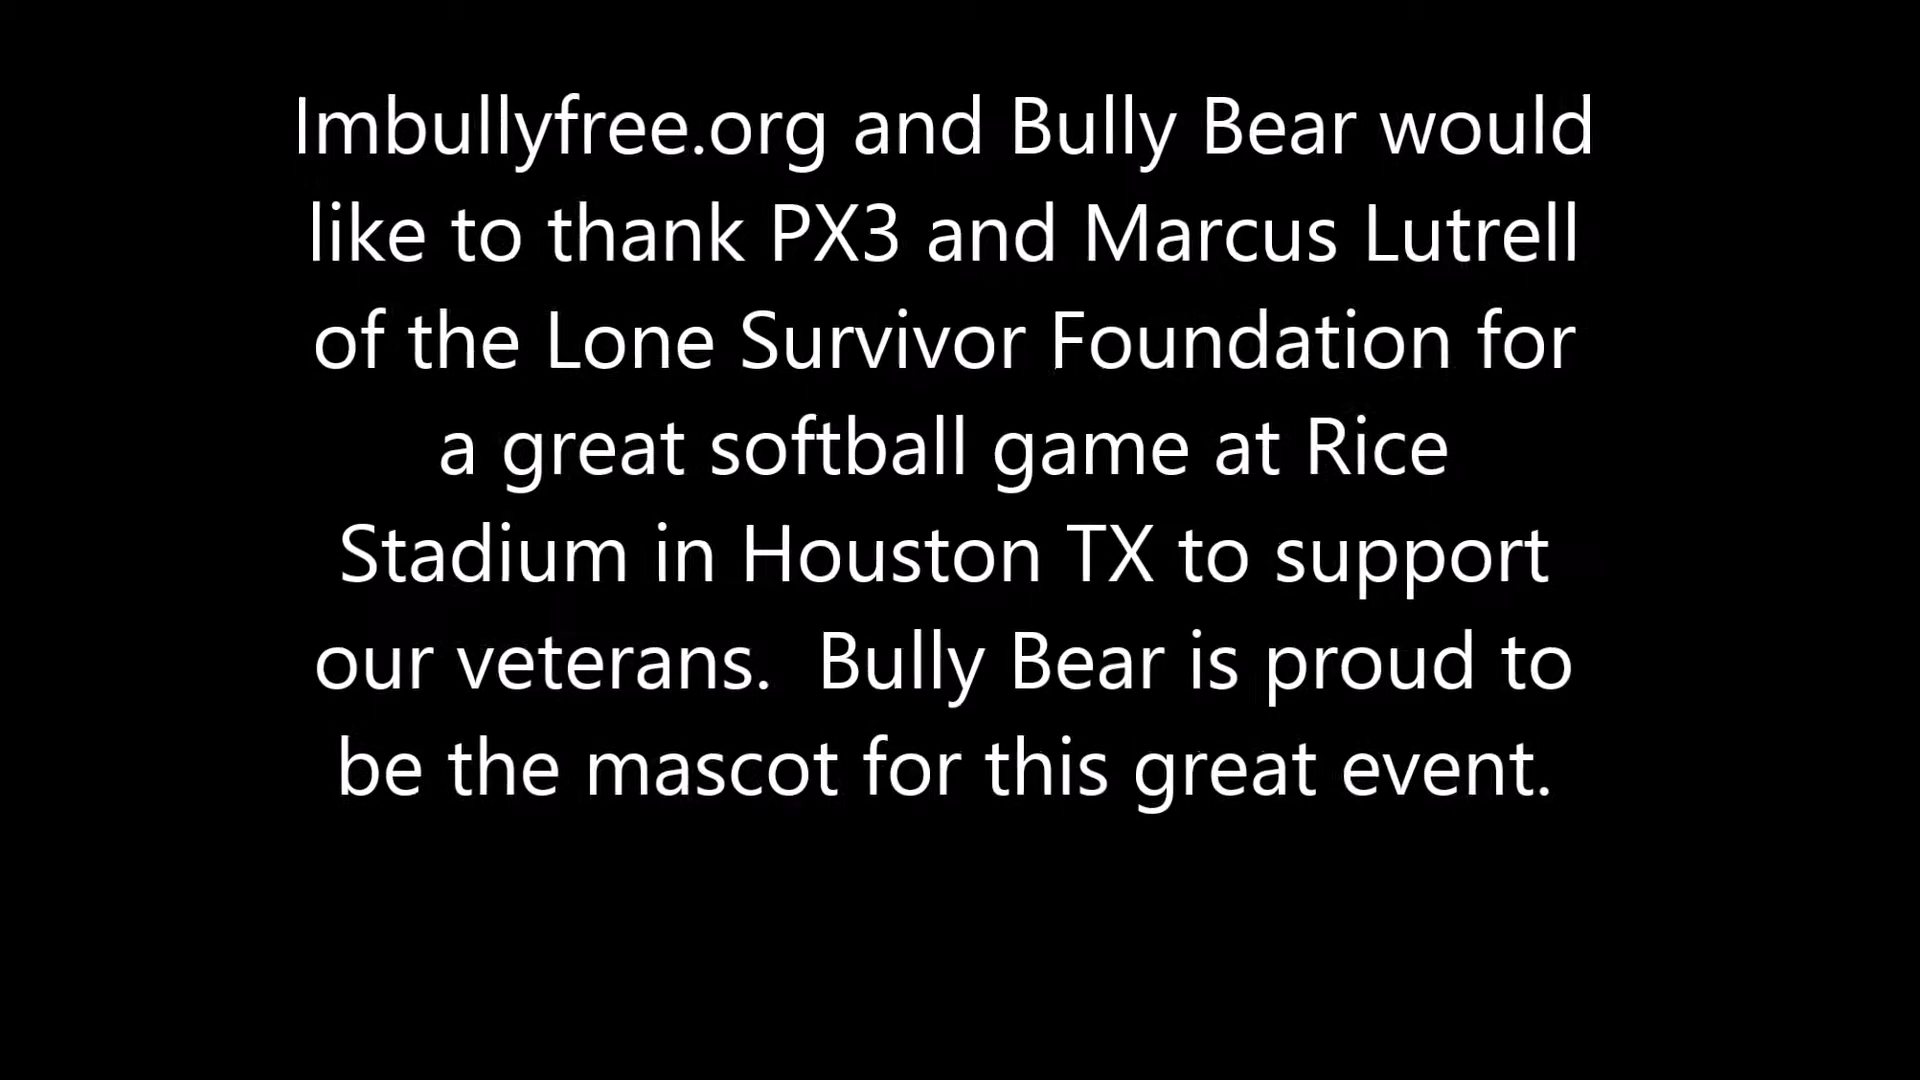 Imbullyfree.org and Bully Bear would
like to thank PX3 and Marcus Lutrell
of the Lone Survivor Foundation for
a great softball game at Rice
Stadium in Houston TX to support
our veterans.  Bully Bear is proud to
be the mascot for this great event.